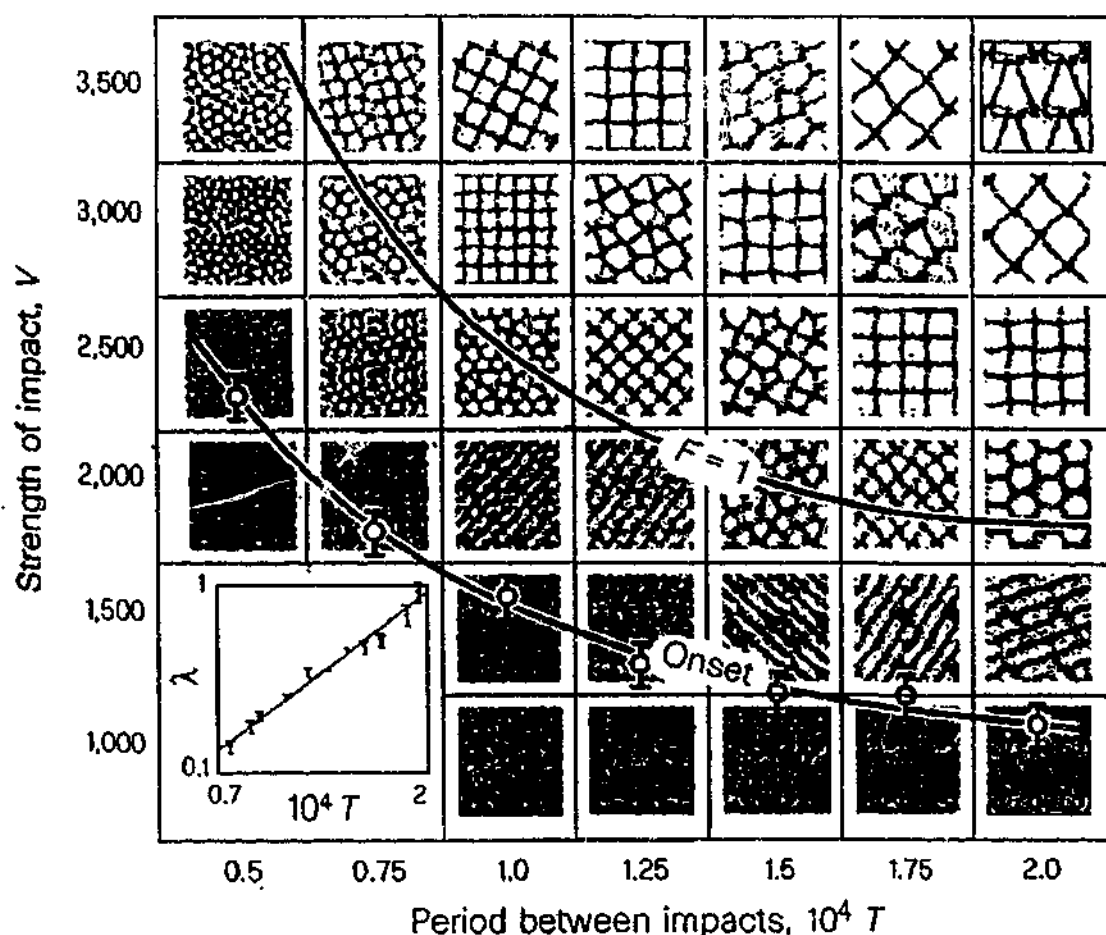 Strength of impact, V
3,500
3,000
2,500
2,000
1,500
1,000
F = 1
Onset
λ
1
0.1
0.7
2
10⁴ T
0.5 0.75 1.0 1.25 1.5 1.75 2.0
Period between impacts, 10⁴ T